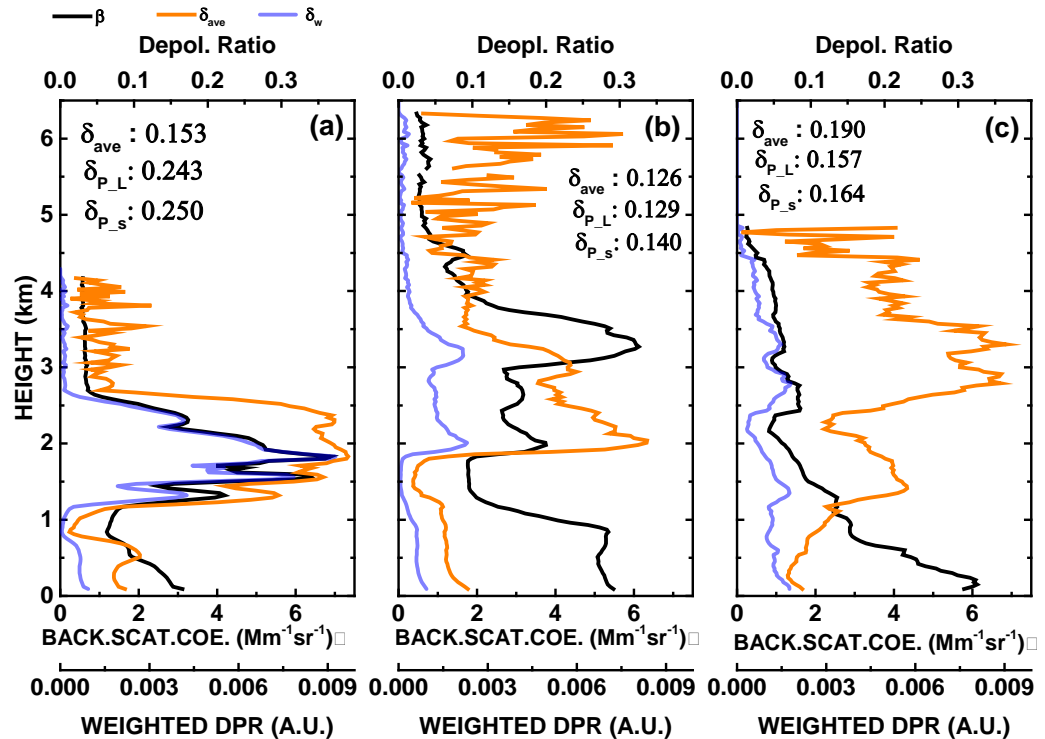 β δave δw
Depol. Ratio Deopl. Ratio Depol. Ratio
0.0 0.1 0.2 0.3 0.0 0.1 0.2 0.3 0.0 0.1 0.2 0.3
(a) (b) (c)
δave : 0.153
δP_L: 0.243
δP_s: 0.250
δave : 0.126
δP_L: 0.129
δP_s: 0.140
δave : 0.190
δP_L: 0.157
δP_s: 0.164
HEIGHT (km)
6
5
4
3
2
1
0
0 2 4 6 0 2 4 6 0 2 4 6
BACK.SCAT.COE. (Mm⁻¹sr⁻¹)□ BACK.SCAT.COE. (Mm⁻¹sr⁻¹)□ BACK.SCAT.COE. (Mm⁻¹sr⁻¹)□
0.000 0.003 0.006 0.009 0.000 0.003 0.006 0.009 0.000 0.003 0.006 0.009
WEIGHTED DPR (A.U.) WEIGHTED DPR (A.U.) WEIGHTED DPR (A.U.)